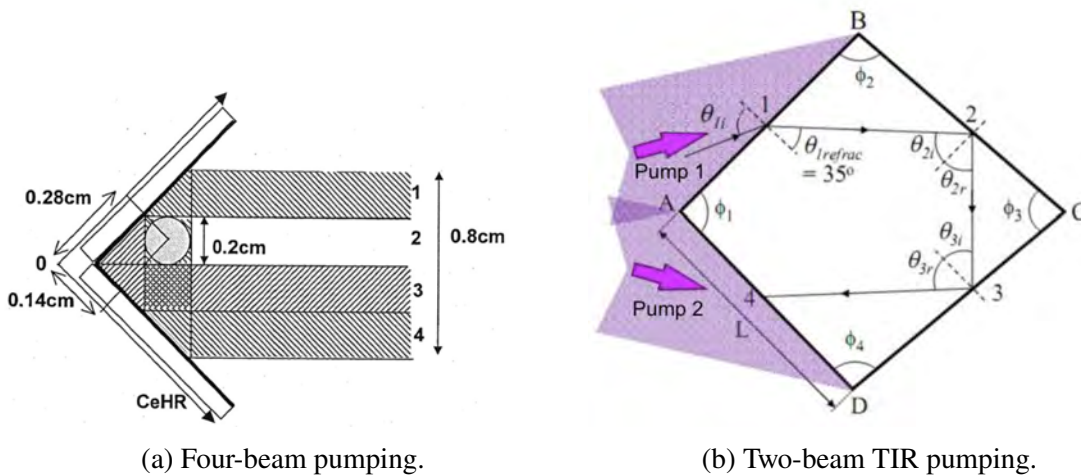 0.28cm
0
0.14cm
0.2cm
1
2
3
4
0.8cm
CeHR
(a) Four-beam pumping.
B
ϕ₂
1
2
θ₁ᵢ
θ₁refrac
= 35º
θ₂ᵢ
θ₂ᵣ
Pump 1
A
ϕ₁
ϕ₃
C
θ₃ᵢ
θ₃ᵣ
Pump 2
4
3
L
ϕ₄
D
(b) Two-beam TIR pumping.